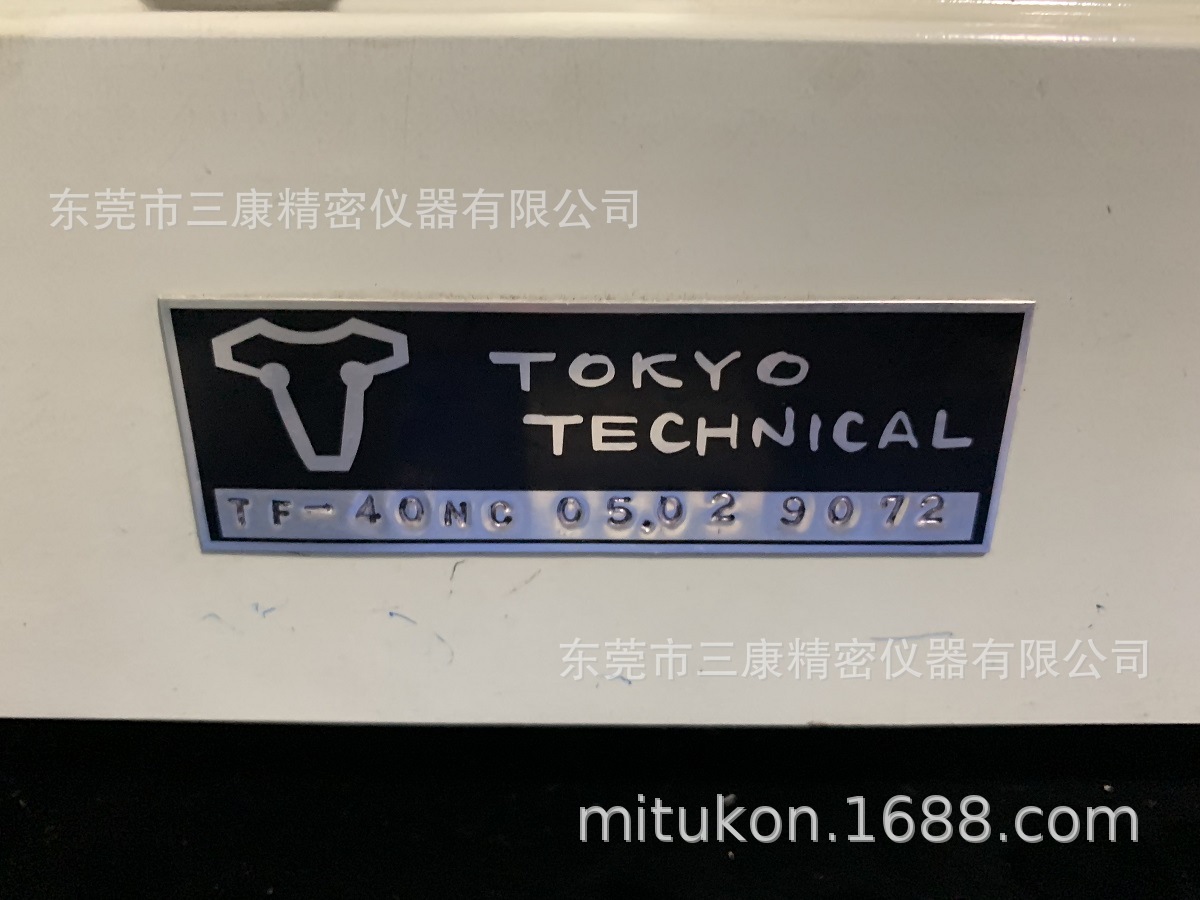 东莞市三康精密仪器有限公司
TOKYO
TECHNICAL
TF-40NC 05.02 9072
东莞市三康精密仪器有限公司
mitukon.1688.com